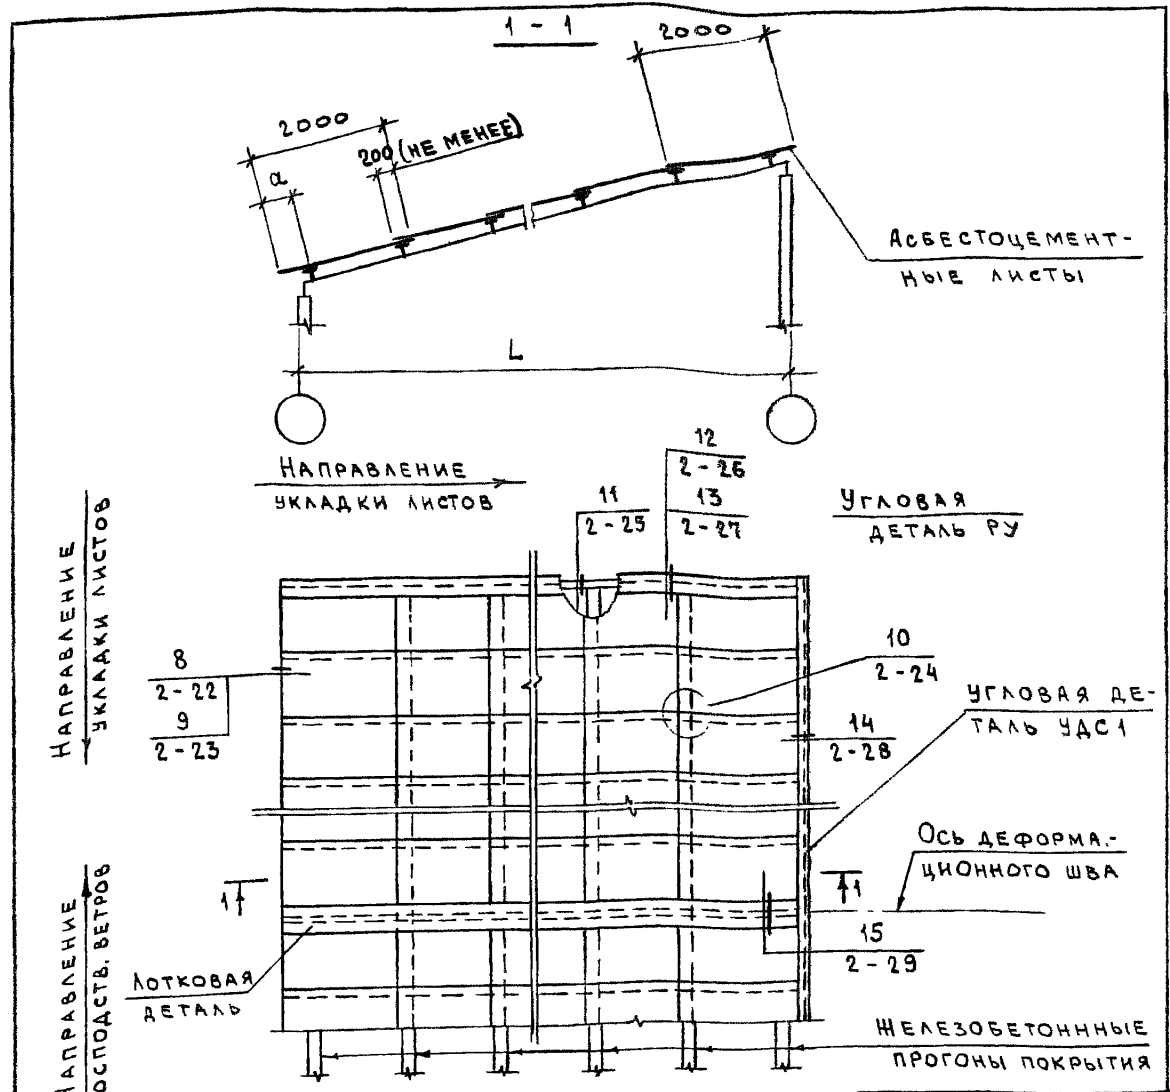 1 - 1
2000
2000
200 (НЕ МЕНЕЕ)
а
АСБЕСТОЦЕМЕНТ-
НЫЕ ЛИСТЫ
L
НАПРАВЛЕНИЕ
УКЛАДКИ ЛИСТОВ
12
2-26
13
2-27
11
2-25
УГЛОВАЯ
ДЕТАЛЬ РУ
НАПРАВЛЕНИЕ
УКЛАДКИ ЛИСТОВ
8
2-22
9
2-23
10
2-24
УГЛОВАЯ ДЕ-
ТАЛЬ УДС1
14
2-28
ОСЬ ДЕФОРМА-
ЦИОННОГО ШВА
1
1
15
2-29
НАПРАВЛЕНИЕ
ГОСПОДСТВ. ВЕТРОВ
ЛОТКОВАЯ
ДЕТАЛЬ
ЖЕЛЕЗОБЕТОНННЫЕ
ПРОГОНЫ ПОКРЫТИЯ